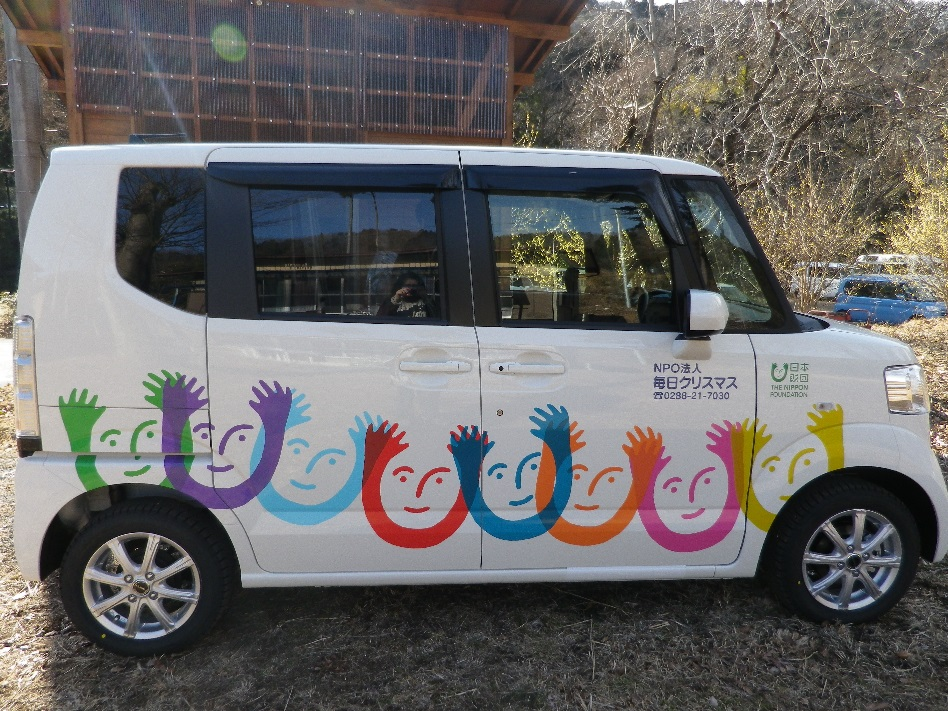 NPO法人
毎日クリスマス
☎0288-21-7030
日本
財団
THE NIPPON
FOUNDATION